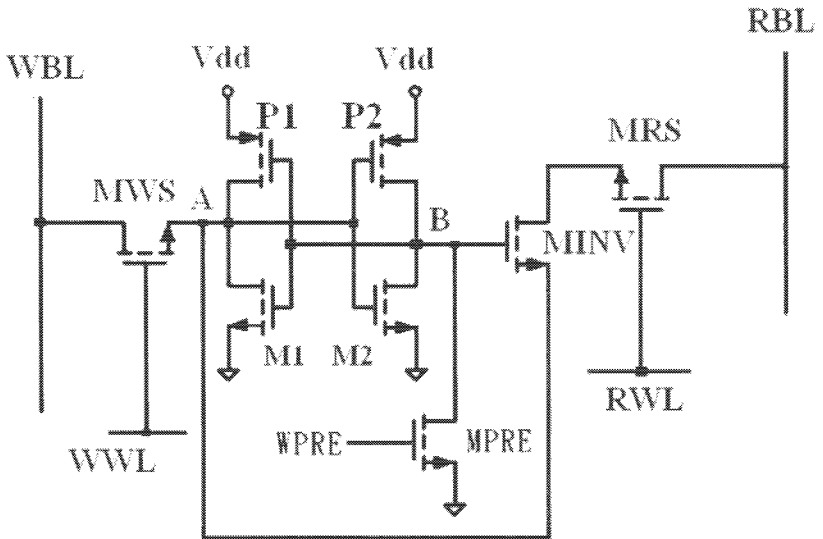 RBL
WBL
Vdd
Vdd
P1
P2
MRS
MWS
A
B
MINV
M1
M2
RWL
WPRE
MPRE
WWL